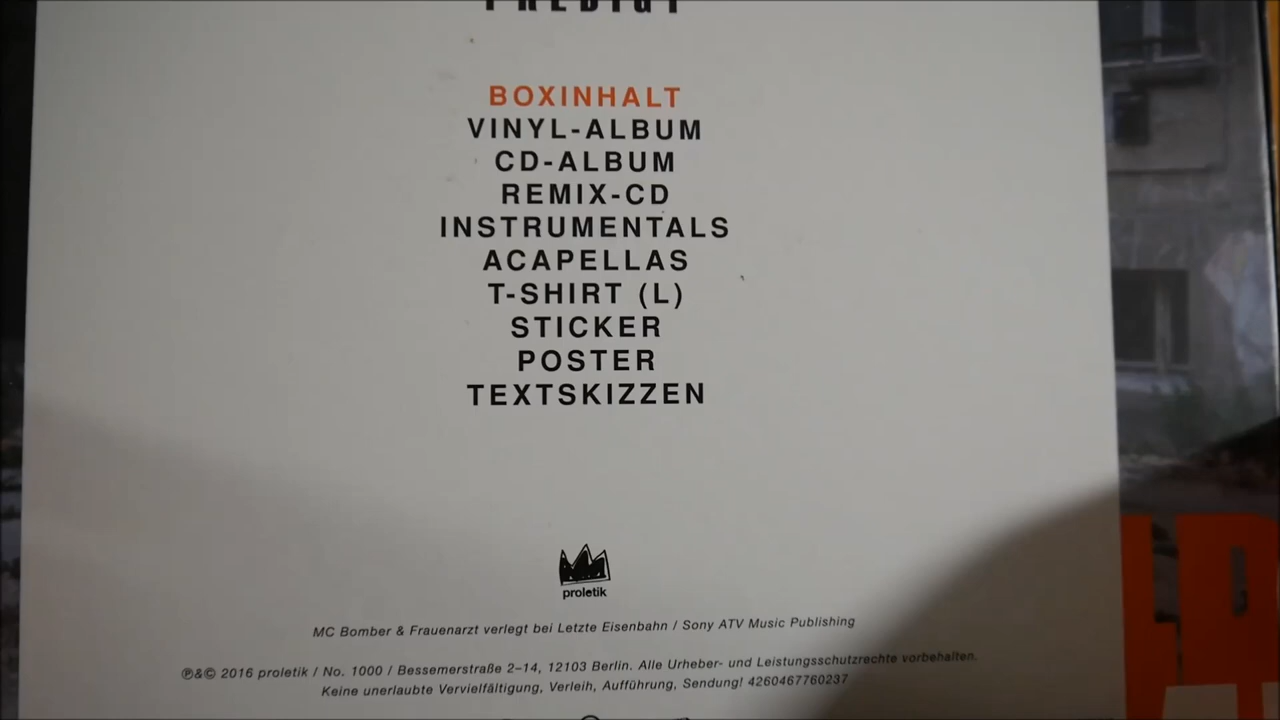 PREDIGT
BOXINHALT
VINYL-ALBUM
CD-ALBUM
REMIX-CD
INSTRUMENTALS
ACAPELLAS
T-SHIRT (L)
STICKER
POSTER
TEXTSKIZZEN
proletik
MC Bomber & Frauenarzt verlegt bei Letzte Eisenbahn / Sony ATV Music Publishing
℗&© 2016 proletik / No. 1000 / Bessemerstraße 2–14, 12103 Berlin. Alle Urheber- und Leistungsschutzrechte vorbehalten.
Keine unerlaubte Vervielfältigung, Verleih, Aufführung, Sendung! 4260467760237